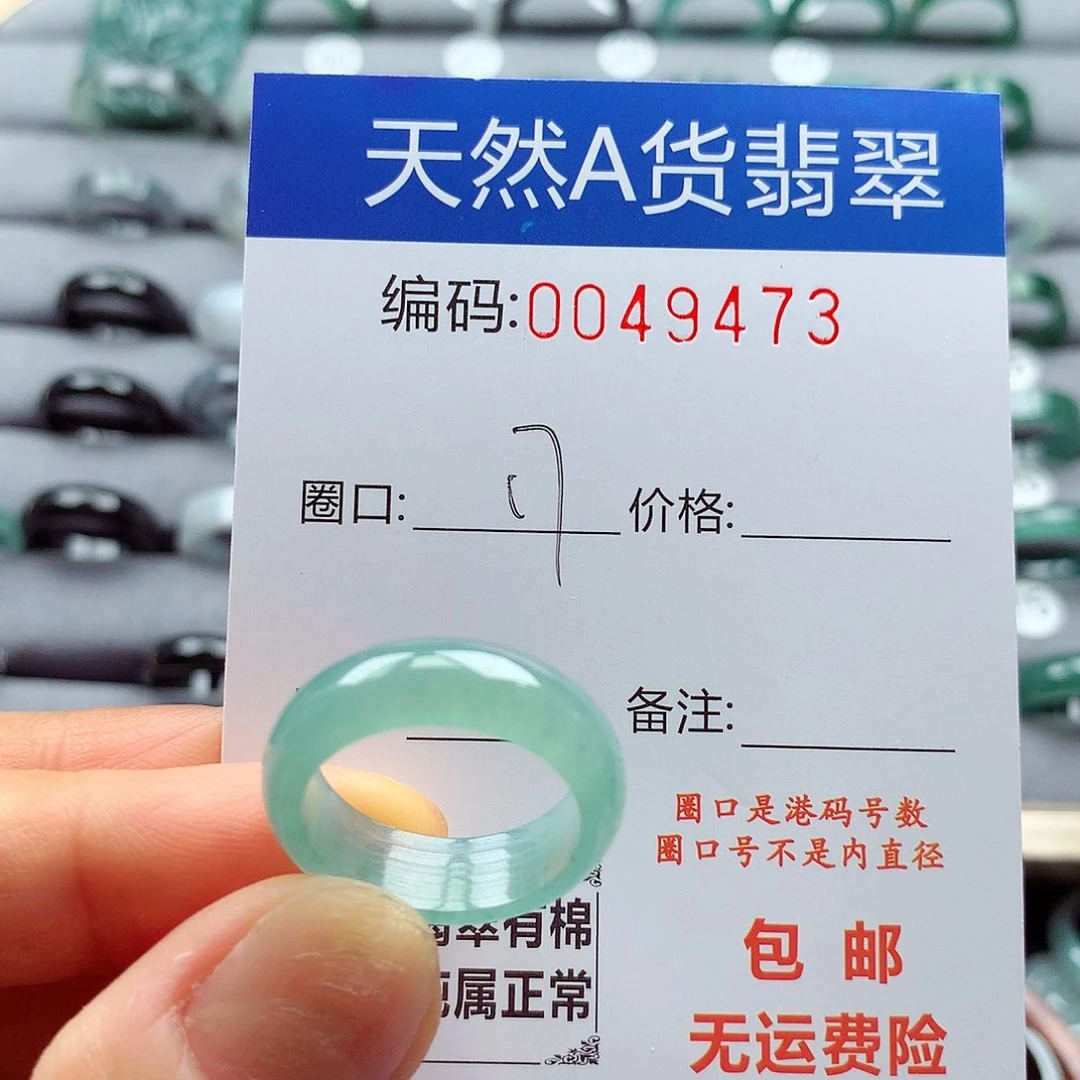 天然A货翡翠
编码:0049473
圈口: 价格:
备注:
圈口是港码号数
圈口号不是内直径
翡翠有棉
纯属正常
包 邮
无运费险